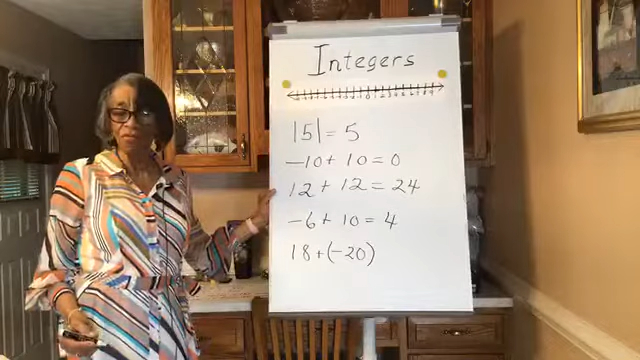 Integers
|5| = 5
-10 + 10 = 0
12 + 12 = 24
-6 + 10 = 4
18 + (-20)